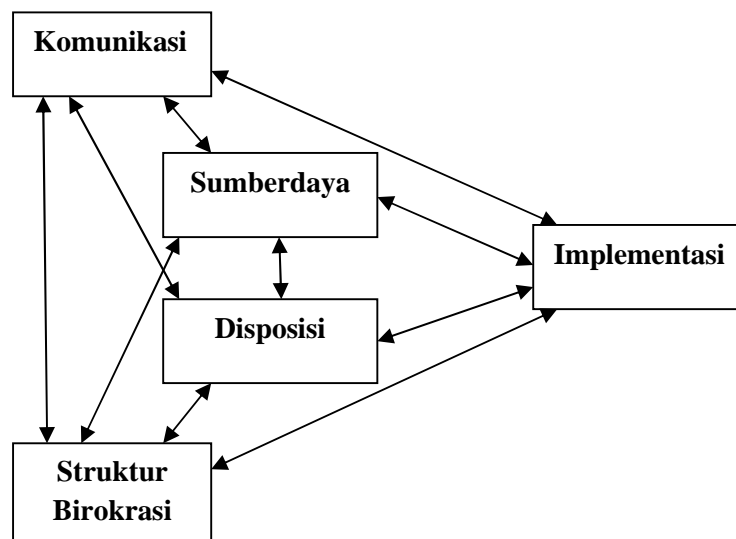 Komunikasi
Sumberdaya
Implementasi
Disposisi
Struktur
Birokrasi